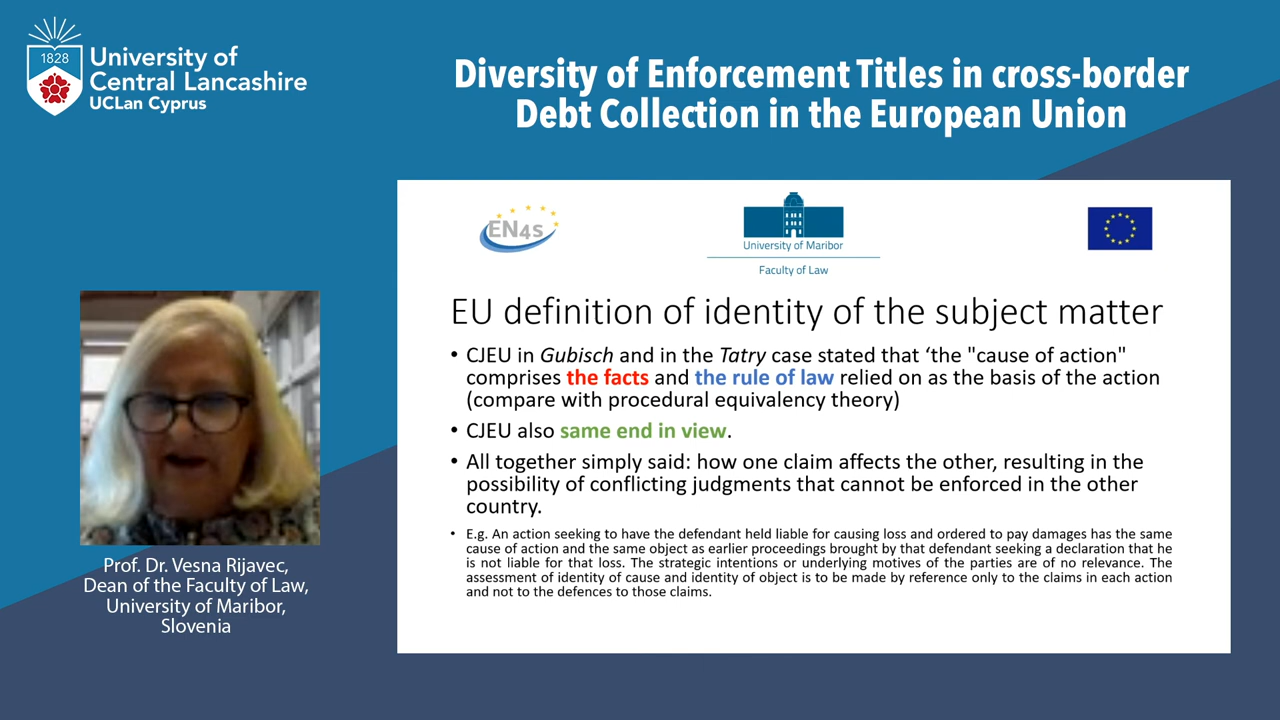 1828
University of
Central Lancashire
UCLan Cyprus
Diversity of Enforcement Titles in cross-border
Debt Collection in the European Union
EN4s
University of Maribor
Faculty of Law
EU definition of identity of the subject matter
• CJEU in Gubisch and in the Tatry case stated that ‘the "cause of action"
comprises the facts and the rule of law relied on as the basis of the action
(compare with procedural equivalency theory)
• CJEU also same end in view.
• All together simply said: how one claim affects the other, resulting in the
possibility of conflicting judgments that cannot be enforced in the other
country.
• E.g. An action seeking to have the defendant held liable for causing loss and ordered to pay damages has the same
cause of action and the same object as earlier proceedings brought by that defendant seeking a declaration that he
is not liable for that loss. The strategic intentions or underlying motives of the parties are of no relevance. The
assessment of identity of cause and identity of object is to be made by reference only to the claims in each action
and not to the defences to those claims.
Prof. Dr. Vesna Rijavec,
Dean of the Faculty of Law,
University of Maribor,
Slovenia